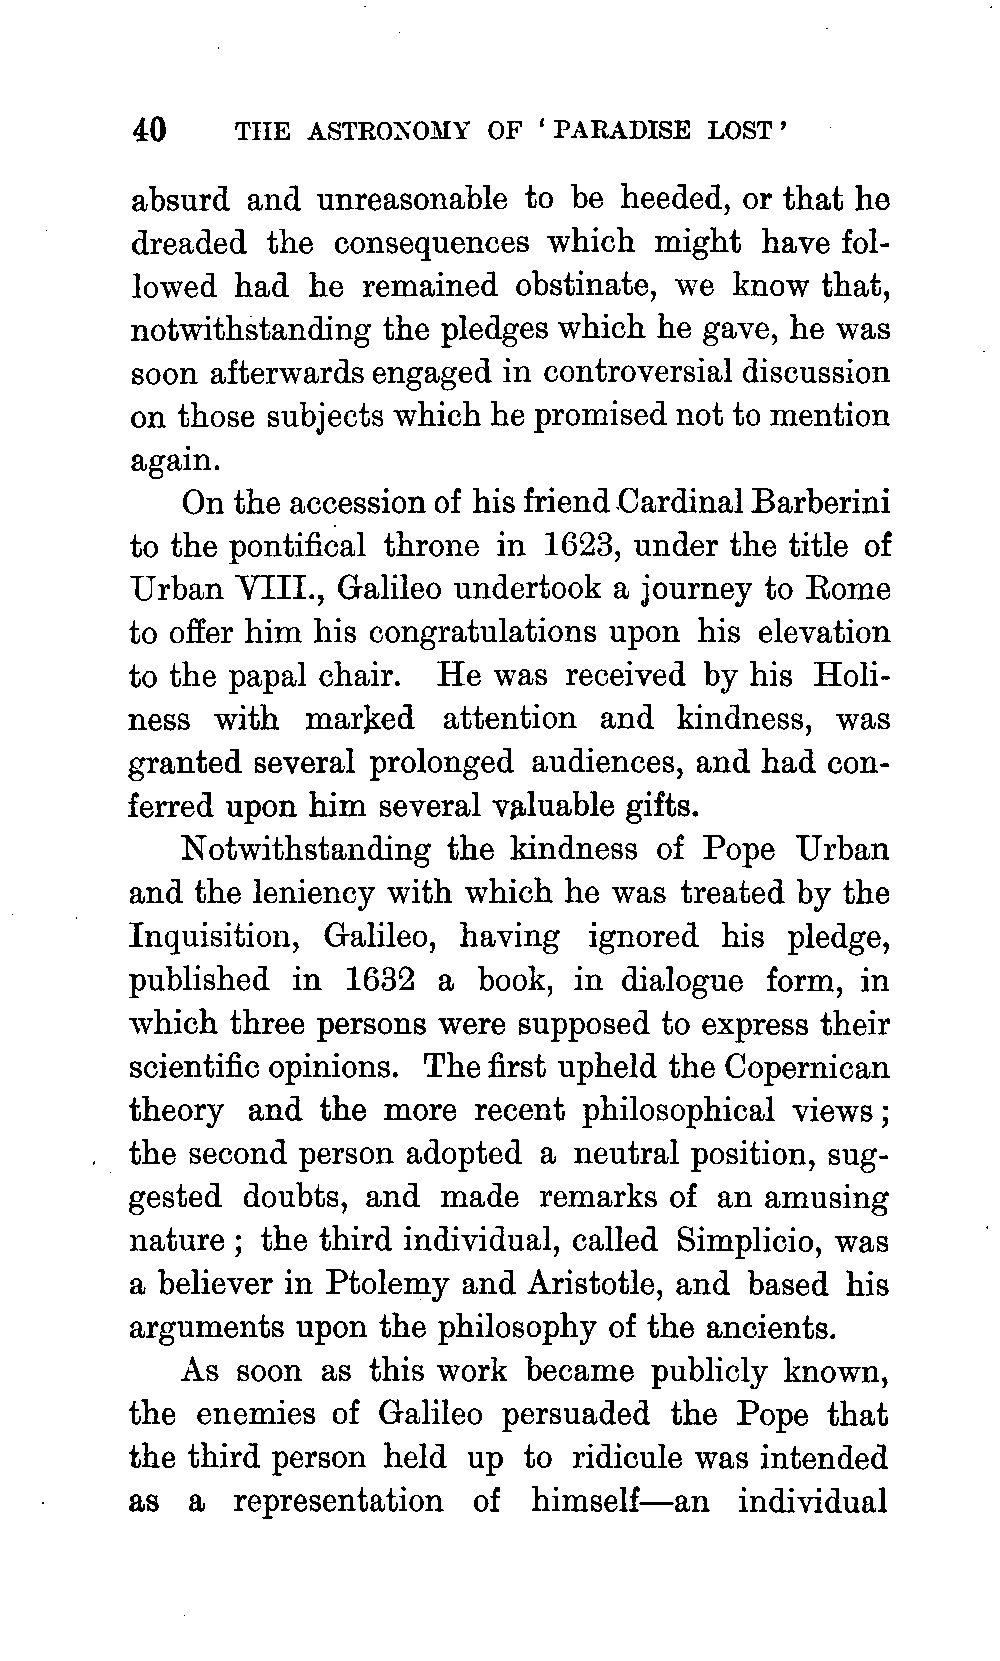 40 THE ASTRONOMY OF ‘ PARADISE LOST ’
absurd and unreasonable to be heeded, or that he
dreaded the consequences which might have fol-
lowed had he remained obstinate, we know that,
notwithstanding the pledges which he gave, he was
soon afterwards engaged in controversial discussion
on those subjects which he promised not to mention
again.
On the accession of his friend Cardinal Barberini
to the pontifical throne in 1623, under the title of
Urban VIII., Galileo undertook a journey to Rome
to offer him his congratulations upon his elevation
to the papal chair. He was received by his Holi-
ness with marked attention and kindness, was
granted several prolonged audiences, and had con-
ferred upon him several valuable gifts.
Notwithstanding the kindness of Pope Urban
and the leniency with which he was treated by the
Inquisition, Galileo, having ignored his pledge,
published in 1632 a book, in dialogue form, in
which three persons were supposed to express their
scientific opinions. The first upheld the Copernican
theory and the more recent philosophical views ;
the second person adopted a neutral position, sug-
gested doubts, and made remarks of an amusing
nature ; the third individual, called Simplicio, was
a believer in Ptolemy and Aristotle, and based his
arguments upon the philosophy of the ancients.
As soon as this work became publicly known,
the enemies of Galileo persuaded the Pope that
the third person held up to ridicule was intended
as a representation of himself—an individual